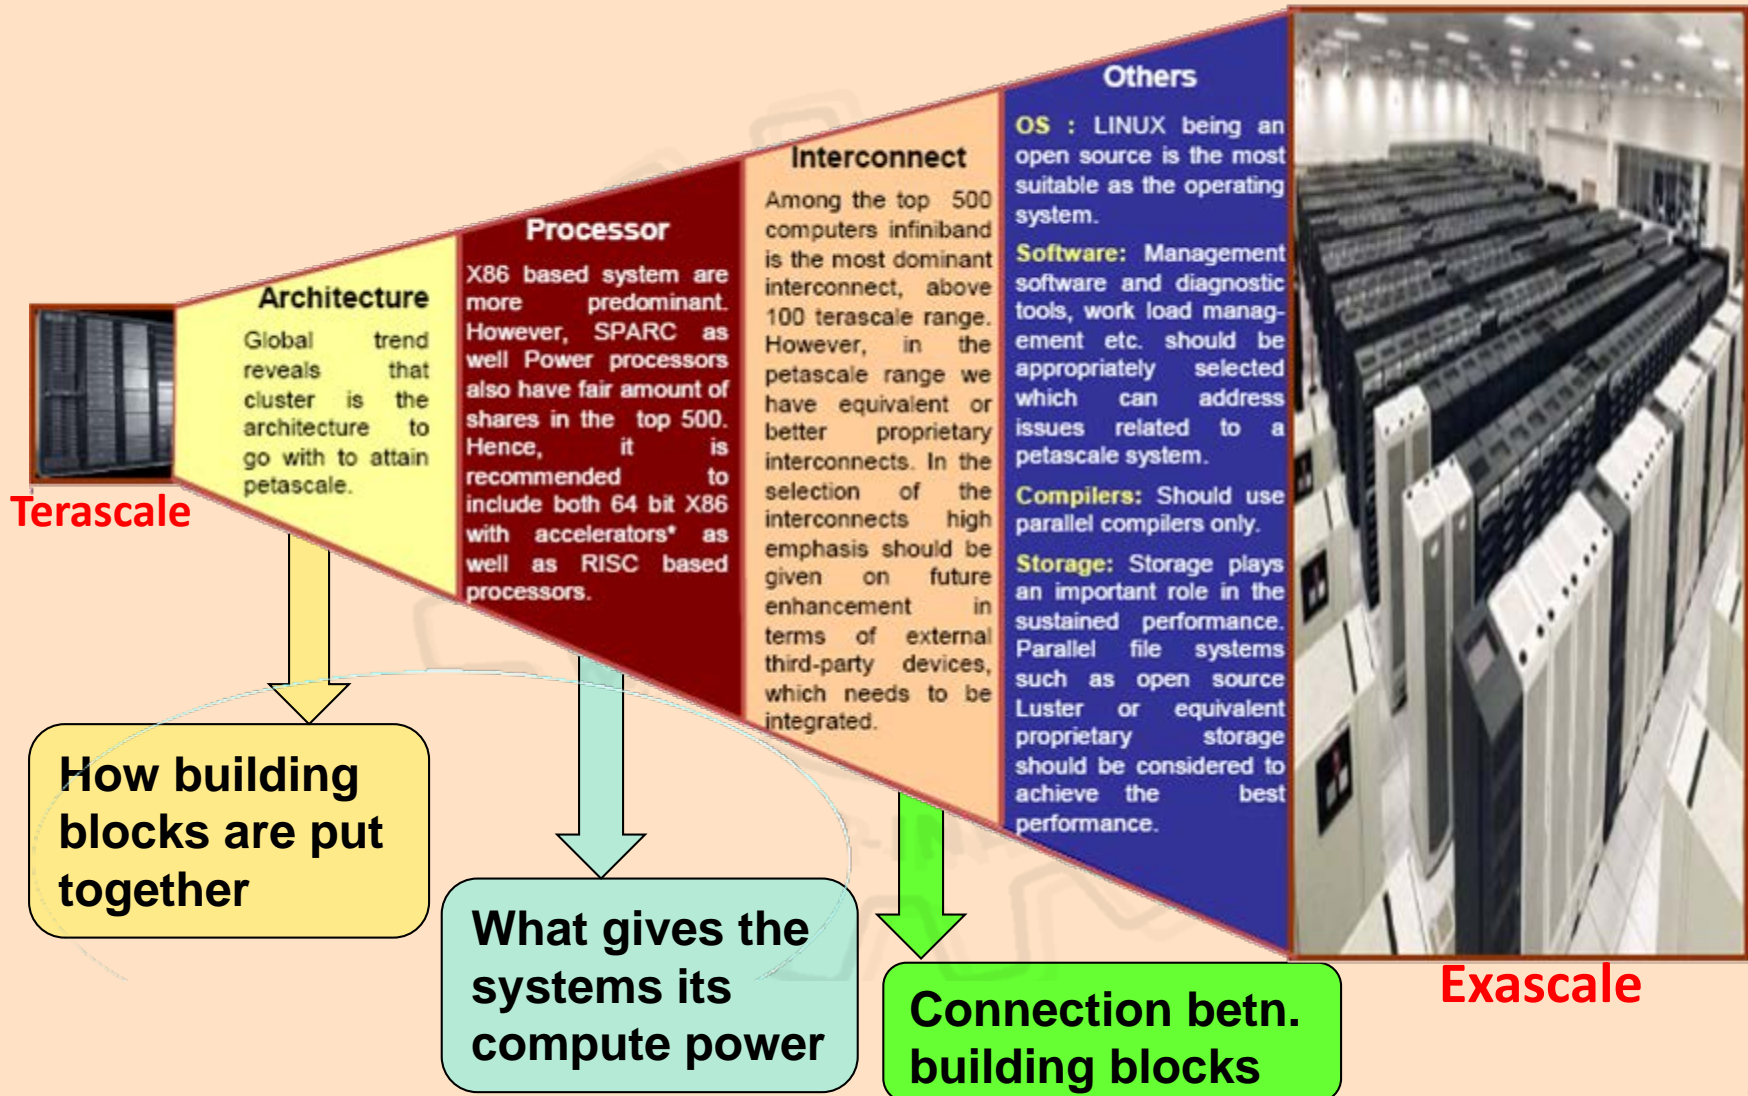 Terascale
Architecture
Global trend
reveals that
cluster is the
architecture to
go with to attain
petascale.
Processor
X86 based system are
more predominant.
However, SPARC as
well Power processors
also have fair amount of
shares in the top 500.
Hence, it is
recommended to
include both 64 bit X86
with accelerators* as
well as RISC based
processors.
Interconnect
Among the top 500
computers infiniband
is the most dominant
interconnect, above
100 terascale range.
However, in the
petascale range we
have equivalent or
better proprietary
interconnects. In the
selection of the
interconnects high
emphasis should be
given on future
enhancement in
terms of external
third-party devices,
which needs to be
integrated.
Others
OS : LINUX being an
open source is the most
suitable as the operating
system.
Software: Management
software and diagnostic
tools, work load manag-
ement etc. should be
appropriately selected
which can address
issues related to a
petascale system.
Compilers: Should use
parallel compilers only.
Storage: Storage plays
an important role in the
sustained performance.
Parallel file systems
such as open source
Luster or equivalent
proprietary storage
should be considered to
achieve the best
performance.
Exascale
How building
blocks are put
together
What gives the
systems its
compute power
Connection betn.
building blocks